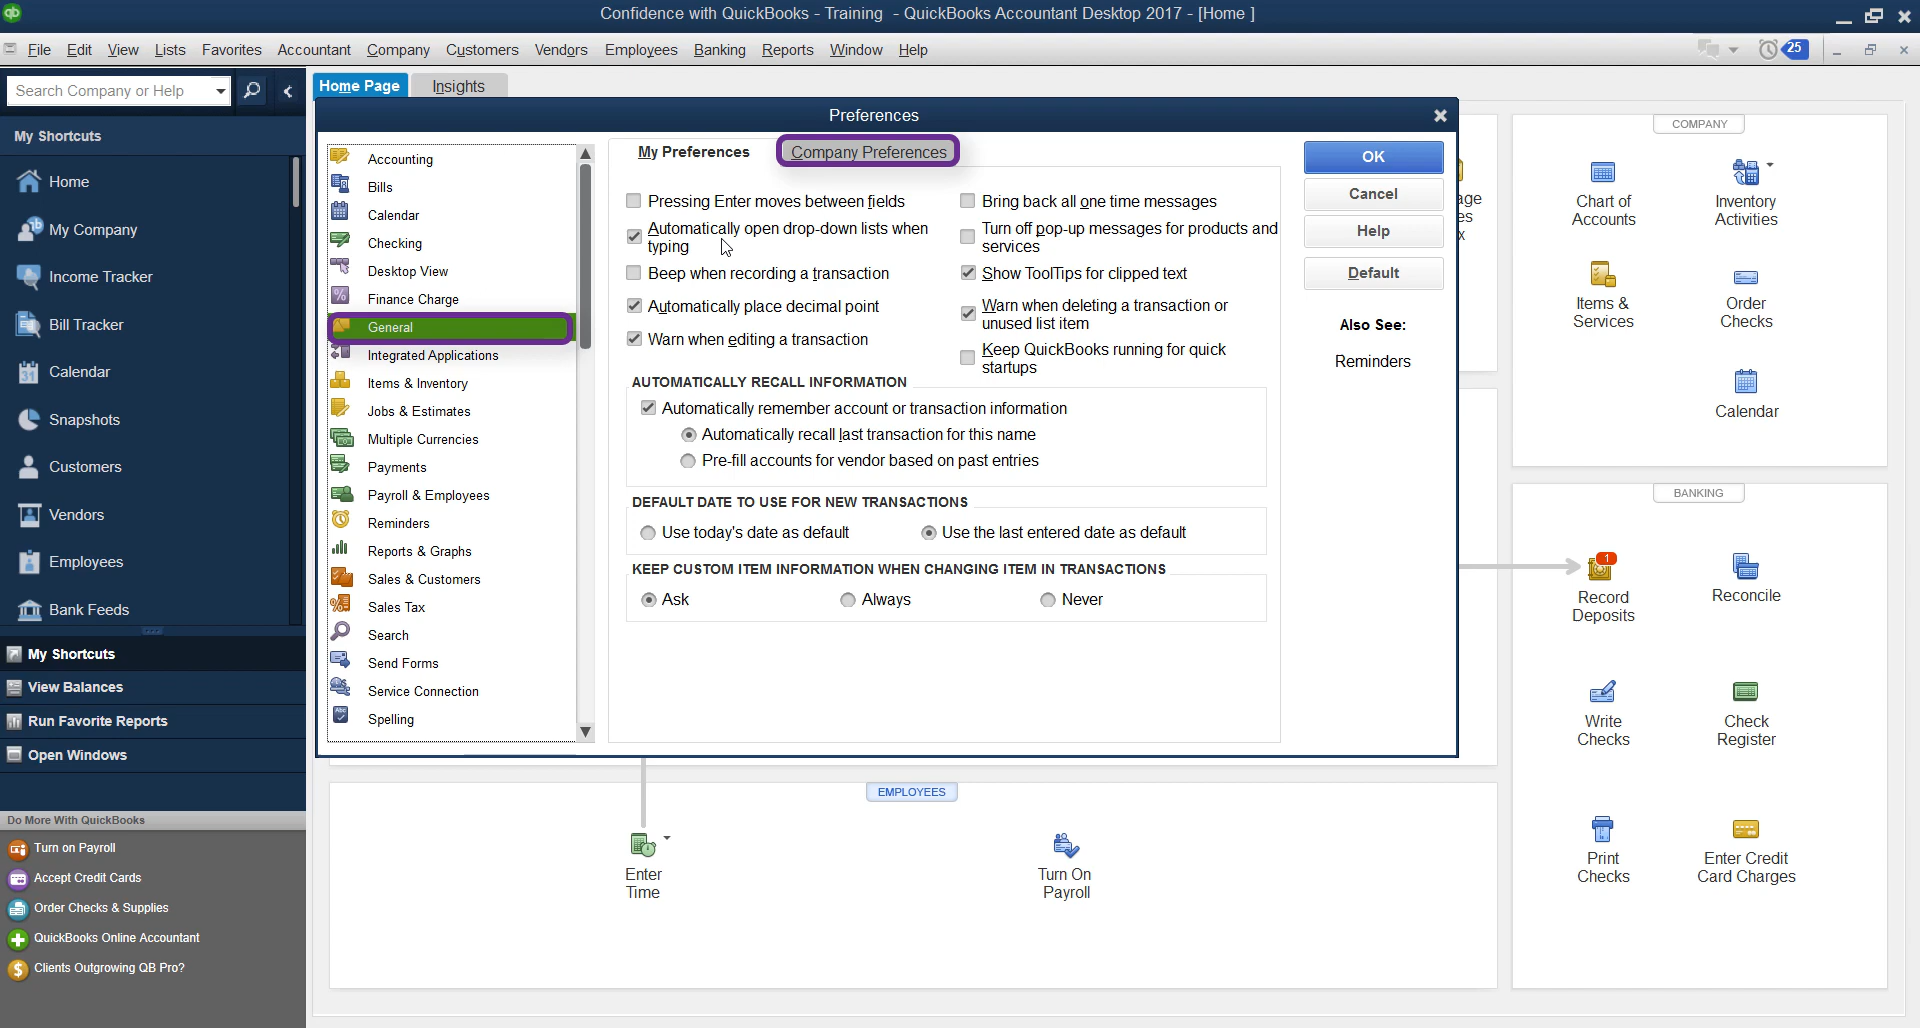 Confidence with QuickBooks - Training - QuickBooks Accountant Desktop 2017 - [Home ]
File Edit View Lists Favorites Accountant Company Customers Vendors Employees Banking Reports Window Help
25
Search Company or Help
My Shortcuts
Home
My Company
Income Tracker
Bill Tracker
Calendar
Snapshots
Customers
Vendors
Employees
Bank Feeds
My Shortcuts
View Balances
Run Favorite Reports
Open Windows
Do More With QuickBooks
Turn on Payroll
Accept Credit Cards
Order Checks & Supplies
QuickBooks Online Accountant
Clients Outgrowing QB Pro?
Home Page Insights
Preferences
Accounting
Bills
Calendar
Checking
Desktop View
Finance Charge
General
Integrated Applications
Items & Inventory
Jobs & Estimates
Multiple Currencies
Payments
Payroll & Employees
Reminders
Reports & Graphs
Sales & Customers
Sales Tax
Search
Send Forms
Service Connection
Spelling
My Preferences Company Preferences
Pressing Enter moves between fields
Automatically open drop-down lists when
typing
Beep when recording a transaction
Automatically place decimal point
Warn when editing a transaction
Bring back all one time messages
Turn off pop-up messages for products and
services
Show ToolTips for clipped text
Warn when deleting a transaction or
unused list item
Keep QuickBooks running for quick
startups
AUTOMATICALLY RECALL INFORMATION
Automatically remember account or transaction information
Automatically recall last transaction for this name
Pre-fill accounts for vendor based on past entries
DEFAULT DATE TO USE FOR NEW TRANSACTIONS
Use today's date as default Use the last entered date as default
KEEP CUSTOM ITEM INFORMATION WHEN CHANGING ITEM IN TRANSACTIONS
Ask Always Never
OK
Cancel
Help
Default
Also See:
Reminders
age
es
x
COMPANY
Chart of
Accounts
Inventory
Activities
Items &
Services
Order
Checks
Calendar
BANKING
1
Record
Deposits
Reconcile
Write
Checks
Check
Register
Print
Checks
Enter Credit
Card Charges
EMPLOYEES
Enter
Time
Turn On
Payroll